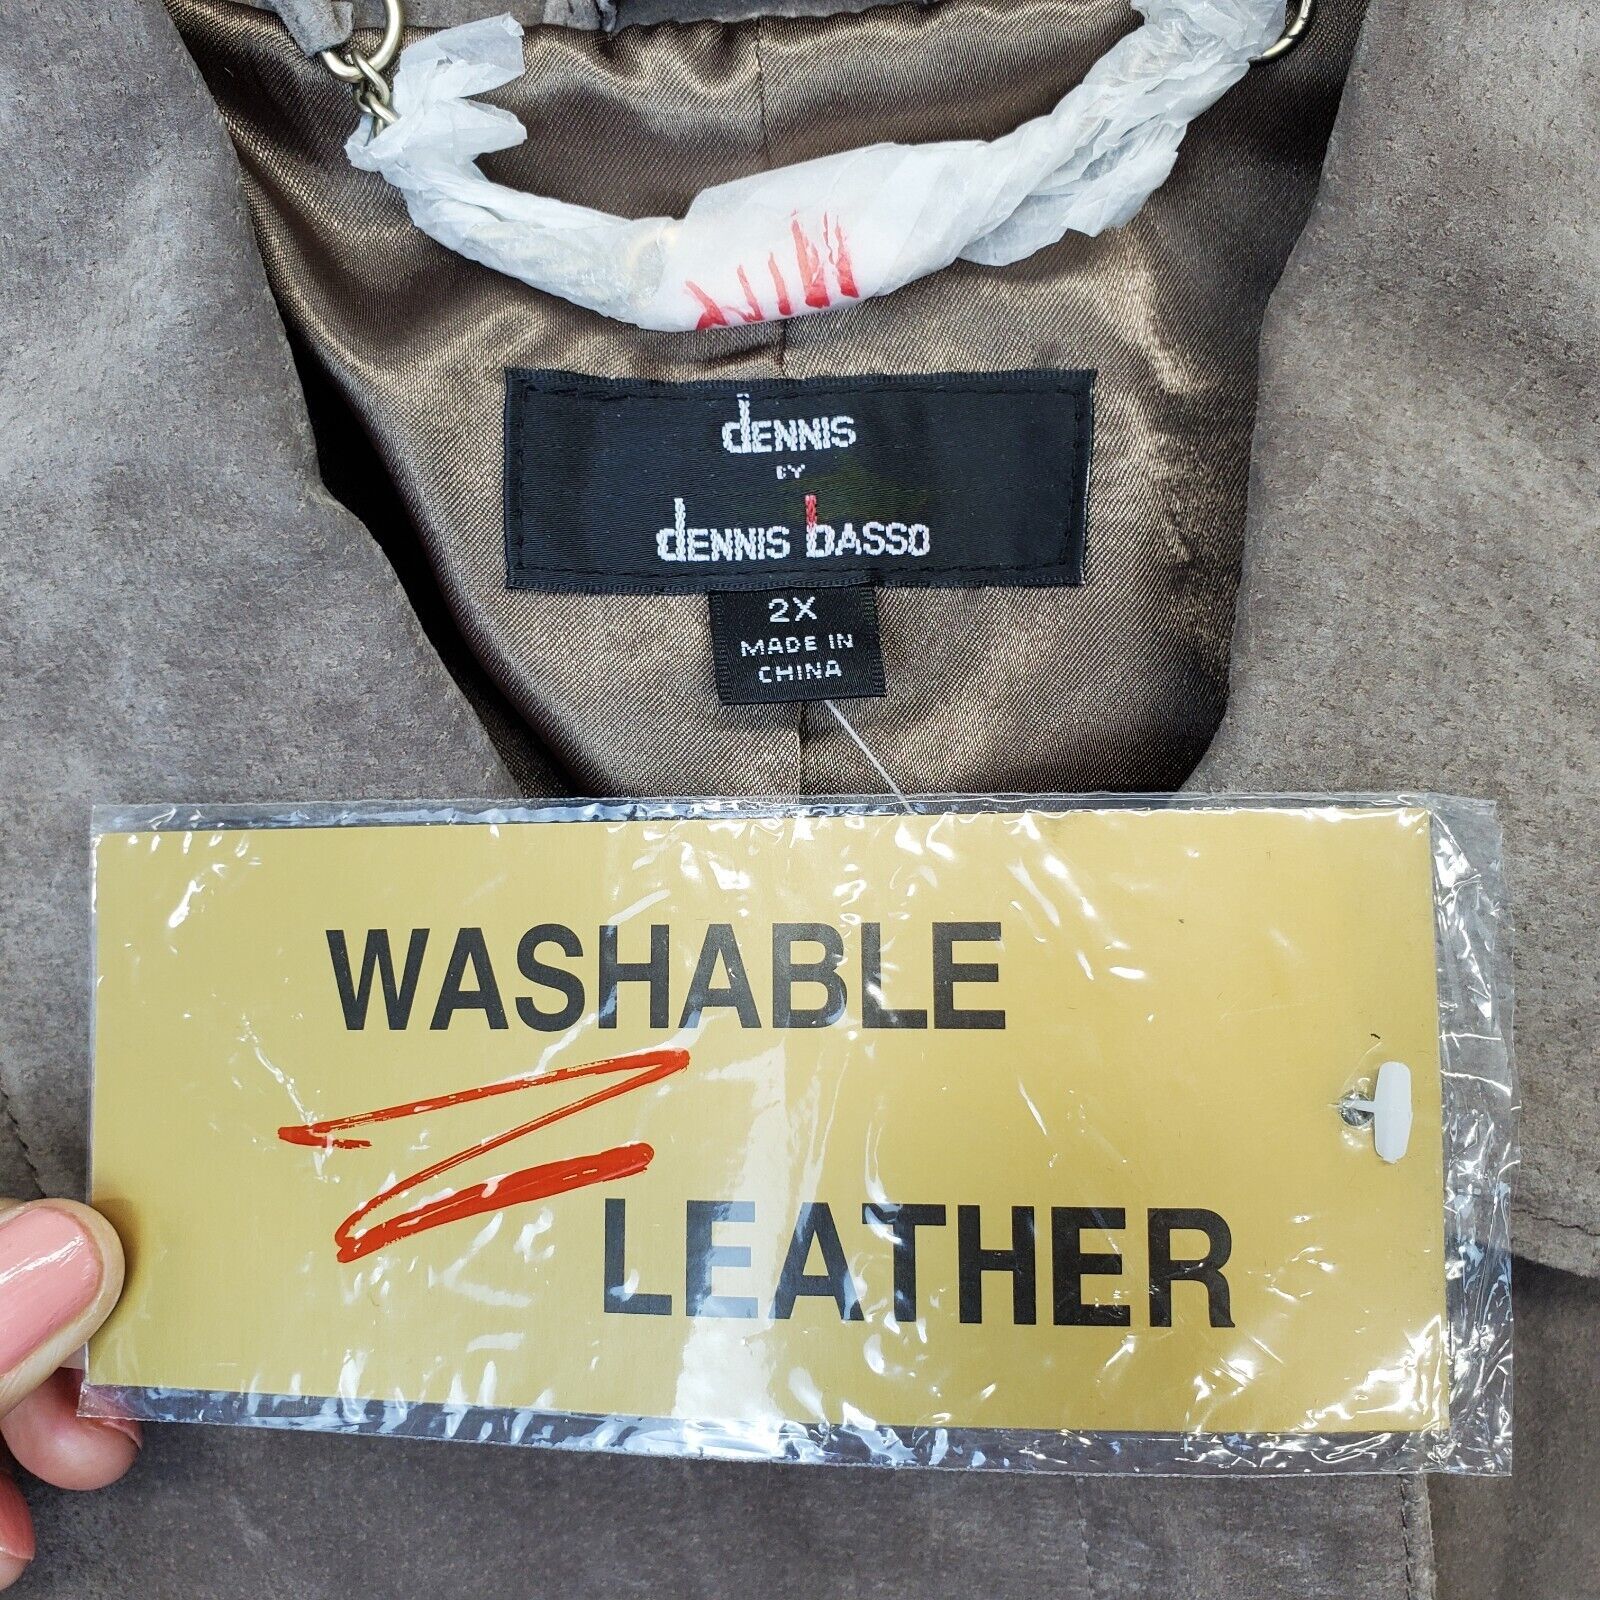 dENNIS
BY
dENNIS bASSO
2X
MADE IN
CHINA
WASHABLE
LEATHER